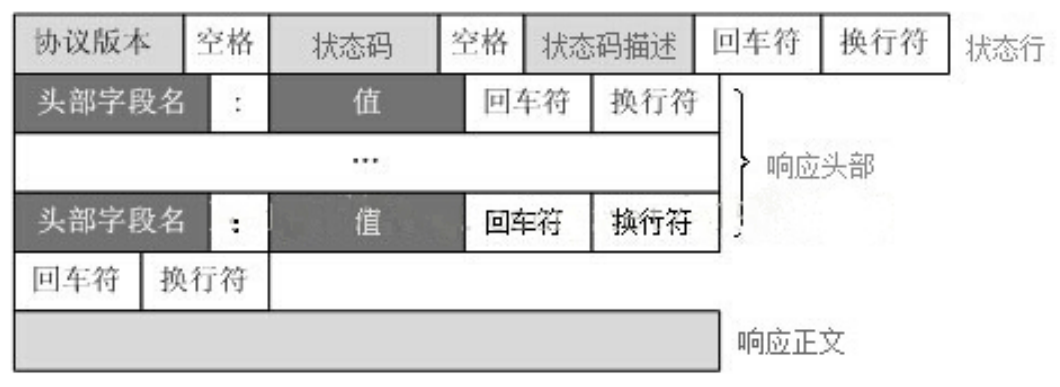 协议版本 空格 状态码 空格 状态码描述 回车符 换行符 状态行
头部字段名 : 值 回车符 换行符
... 响应头部
头部字段名 : 值 回车符 换行符
回车符 换行符
响应正文